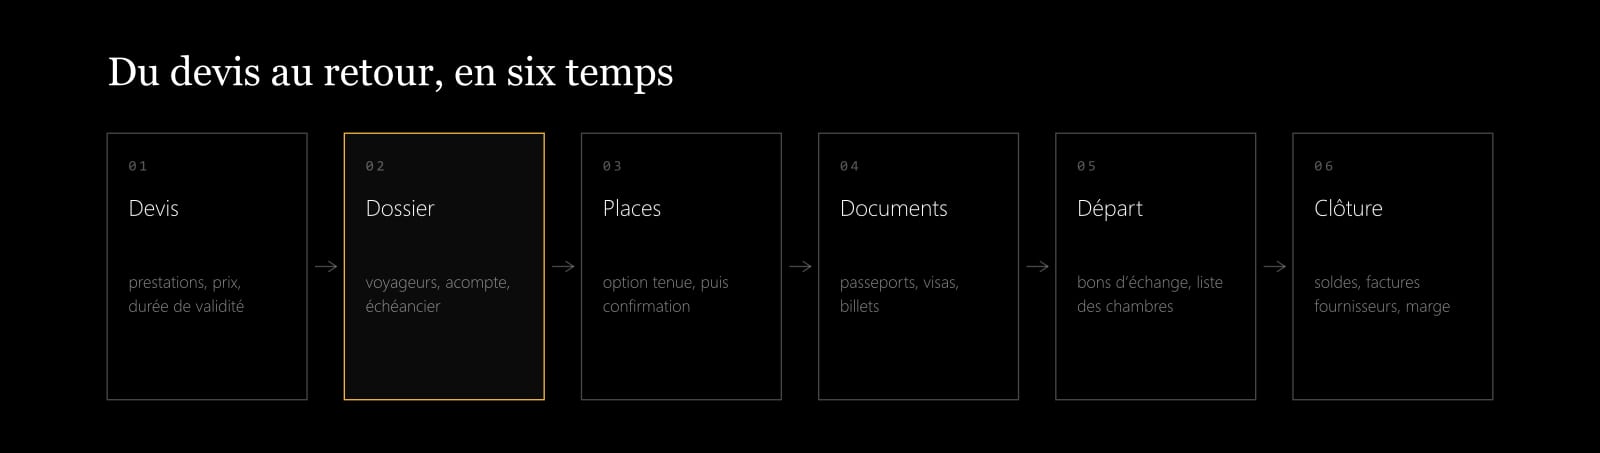 Du devis au retour, en six temps
01
Devis
prestations, prix,
durée de validité
02
Dossier
voyageurs, acompte,
échéancier
03
Places
option tenue, puis
confirmation
04
Documents
passeports, visas,
billets
05
Départ
bons d’échange, liste
des chambres
06
Clôture
soldes, factures
fournisseurs, marge